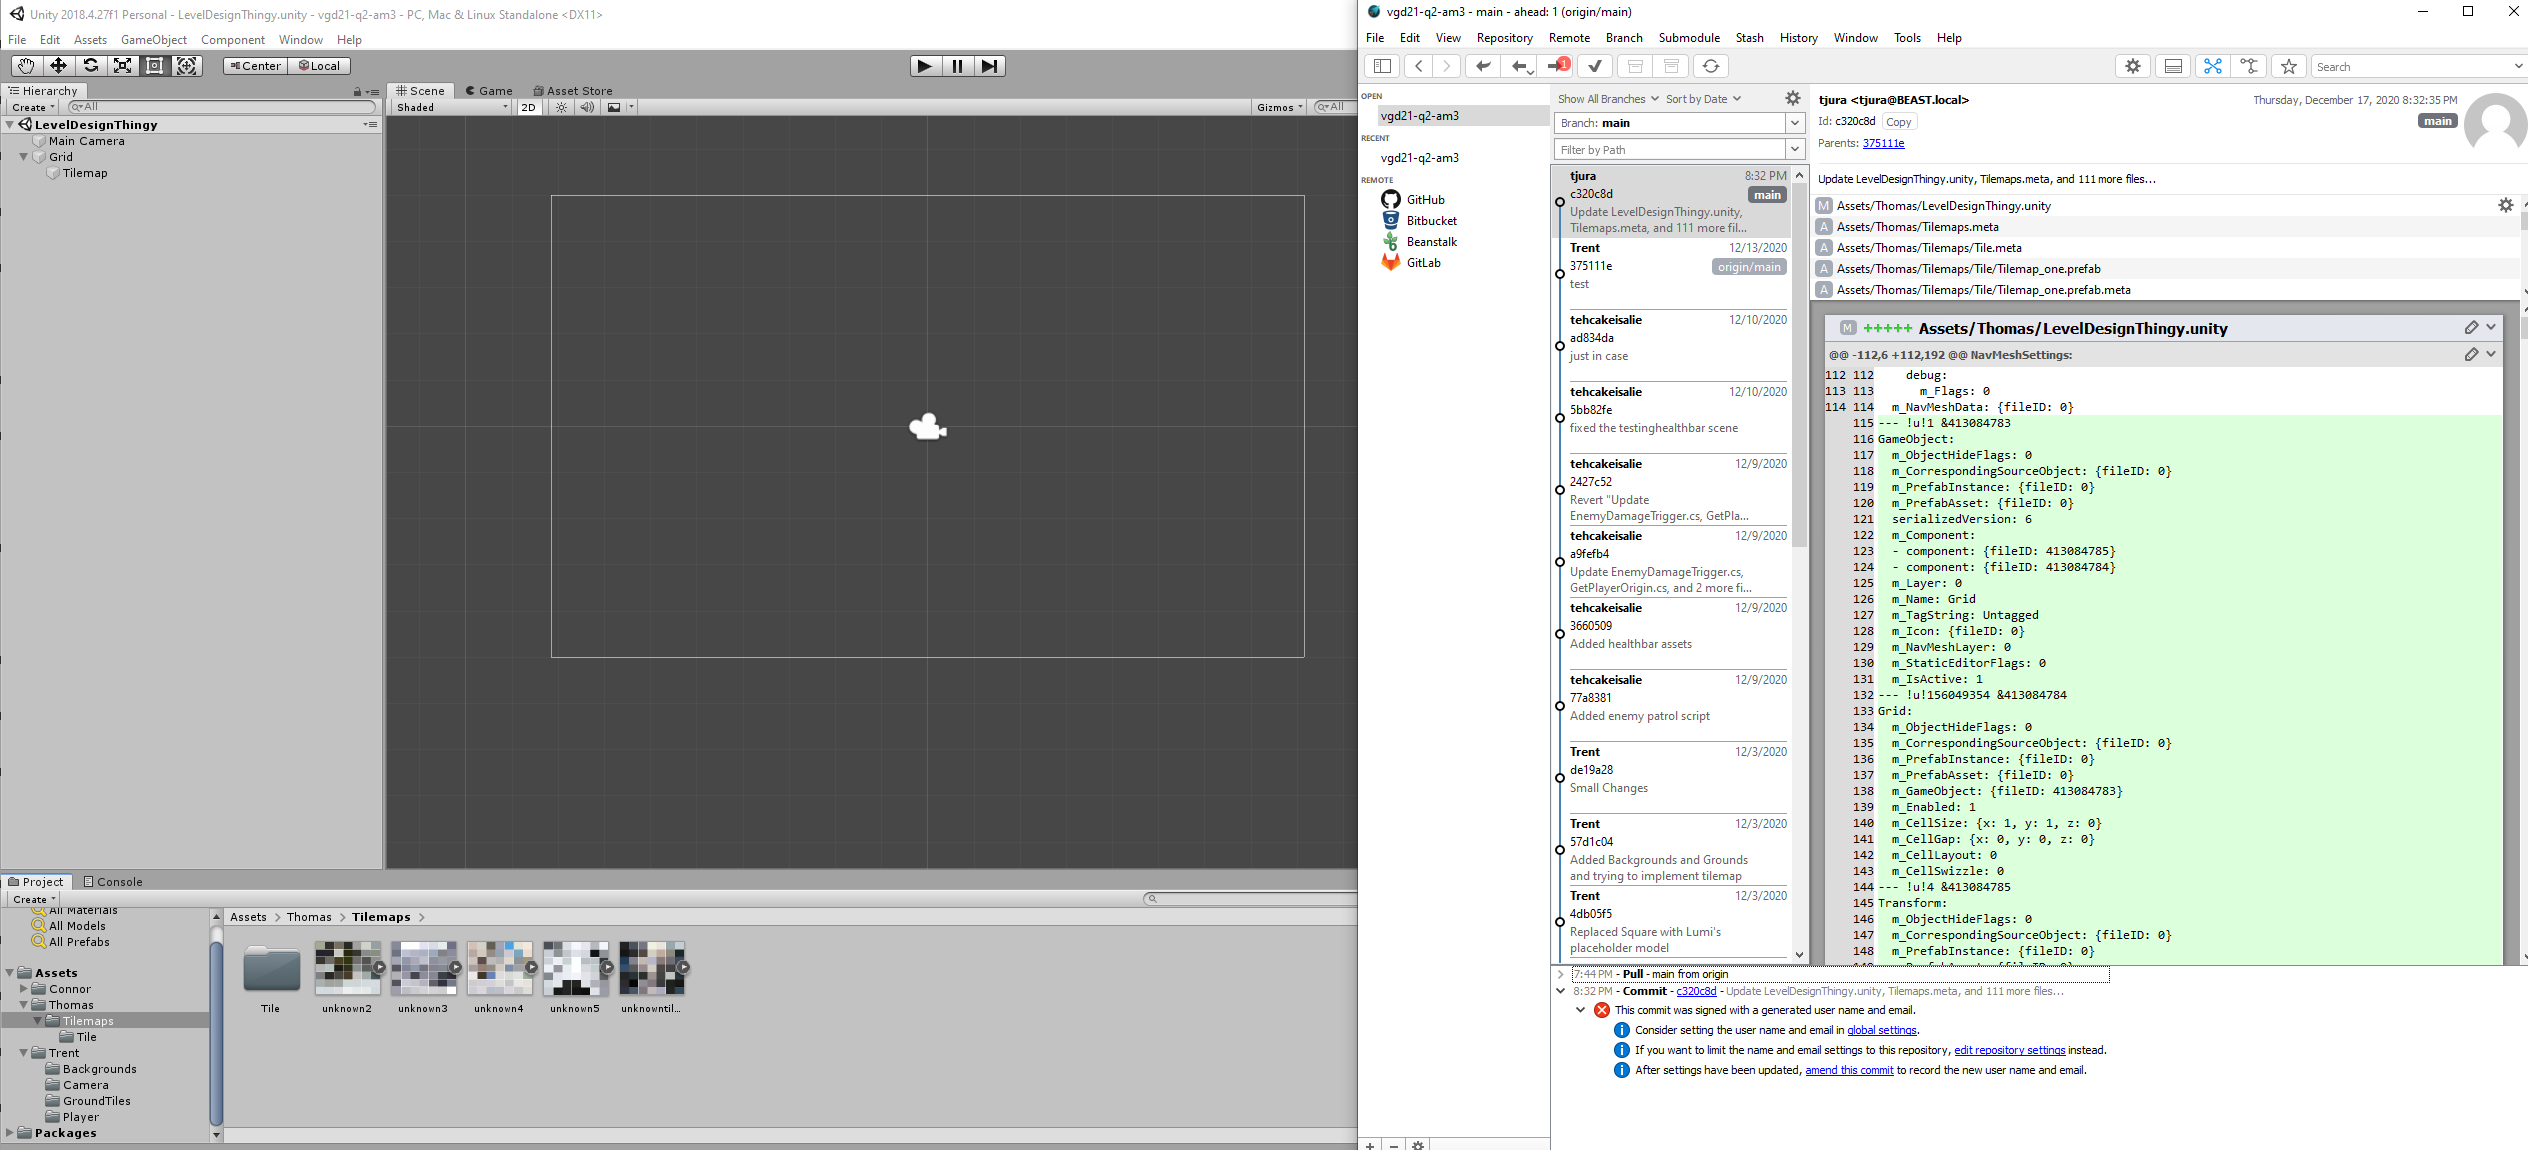 Unity 2018.4.27f1 Personal - LevelDesignThingy.unity - vgd21-q2-am3 - PC, Mac & Linux Standalone <DX11>
File Edit Assets GameObject Component Window Help
Center Local
Hierarchy
Create All
LevelDesignThingy
Main Camera
Grid
Tilemap
Scene Game Asset Store
Shaded 2D Gizmos All
Project Console
Create
All Materials
All Models
All Prefabs
Assets
Connor
Thomas
Tilemaps
Tile
Trent
Backgrounds
Camera
GroundTiles
Player
Packages
Assets > Thomas > Tilemaps >
Tile unknown2 unknown3 unknown4 unknown5 unknowntil...
vgd21-q2-am3 - main - ahead: 1 (origin/main)
File Edit View Repository Remote Branch Submodule Stash History Window Tools Help
1
Search
OPEN
vgd21-q2-am3
RECENT
vgd21-q2-am3
REMOTE
GitHub
Bitbucket
Beanstalk
GitLab
Show All Branches Sort by Date
Branch: main
Filter by Path
tjura 8:32 PM
c320c8d main
Update LevelDesignThingy.unity,
Tilemaps.meta, and 111 more fil...
Trent 12/13/2020
375111e origin/main
test
tehcakeisalie 12/10/2020
ad834da
just in case
tehcakeisalie 12/10/2020
5bb82fe
fixed the testinghealthbar scene
tehcakeisalie 12/9/2020
2427c52
Revert "Update
EnemyDamageTrigger.cs, GetPla...
tehcakeisalie 12/9/2020
a9fefb4
Update EnemyDamageTrigger.cs,
GetPlayerOrigin.cs, and 2 more fi...
tehcakeisalie 12/9/2020
3660509
Added healthbar assets
tehcakeisalie 12/9/2020
77a8381
Added enemy patrol script
Trent 12/3/2020
de19a28
Small Changes
Trent 12/3/2020
57d1c04
Added Backgrounds and Grounds
and trying to implement tilemap
Trent 12/3/2020
4db05f5
Replaced Square with Lumi's
placeholder model
tjura <tjura@BEAST.local> Thursday, December 17, 2020 8:32:35 PM
Id: c320c8d Copy main
Parents: 375111e
Update LevelDesignThingy.unity, Tilemaps.meta, and 111 more files...
M Assets/Thomas/LevelDesignThingy.unity
A Assets/Thomas/Tilemaps.meta
A Assets/Thomas/Tilemaps/Tile.meta
A Assets/Thomas/Tilemaps/Tile/Tilemap_one.prefab
A Assets/Thomas/Tilemaps/Tile/Tilemap_one.prefab.meta
M +++++ Assets/Thomas/LevelDesignThingy.unity
@@ -112,6 +112,192 @@ NavMeshSettings:
112 112 debug:
113 113 m_Flags: 0
114 114 m_NavMeshData: {fileID: 0}
115 --- !u!1 &413084783
116 GameObject:
117 m_ObjectHideFlags: 0
118 m_CorrespondingSourceObject: {fileID: 0}
119 m_PrefabInstance: {fileID: 0}
120 m_PrefabAsset: {fileID: 0}
121 serializedVersion: 6
122 m_Component:
123 - component: {fileID: 413084785}
124 - component: {fileID: 413084784}
125 m_Layer: 0
126 m_Name: Grid
127 m_TagString: Untagged
128 m_Icon: {fileID: 0}
129 m_NavMeshLayer: 0
130 m_StaticEditorFlags: 0
131 m_IsActive: 1
132 --- !u!156049354 &413084784
133 Grid:
134 m_ObjectHideFlags: 0
135 m_CorrespondingSourceObject: {fileID: 0}
136 m_PrefabInstance: {fileID: 0}
137 m_PrefabAsset: {fileID: 0}
138 m_GameObject: {fileID: 413084783}
139 m_Enabled: 1
140 m_CellSize: {x: 1, y: 1, z: 0}
141 m_CellGap: {x: 0, y: 0, z: 0}
142 m_CellLayout: 0
143 m_CellSwizzle: 0
144 --- !u!4 &413084785
145 Transform:
146 m_ObjectHideFlags: 0
147 m_CorrespondingSourceObject: {fileID: 0}
148 m_PrefabInstance: {fileID: 0}
7:44 PM - Pull - main from origin
8:32 PM - Commit - c320c8d - Update LevelDesignThingy.unity, Tilemaps.meta, and 111 more files...
This commit was signed with a generated user name and email.
Consider setting the user name and email in global settings.
If you want to limit the name and email settings to this repository, edit repository settings instead.
After settings have been updated, amend this commit to record the new user name and email.